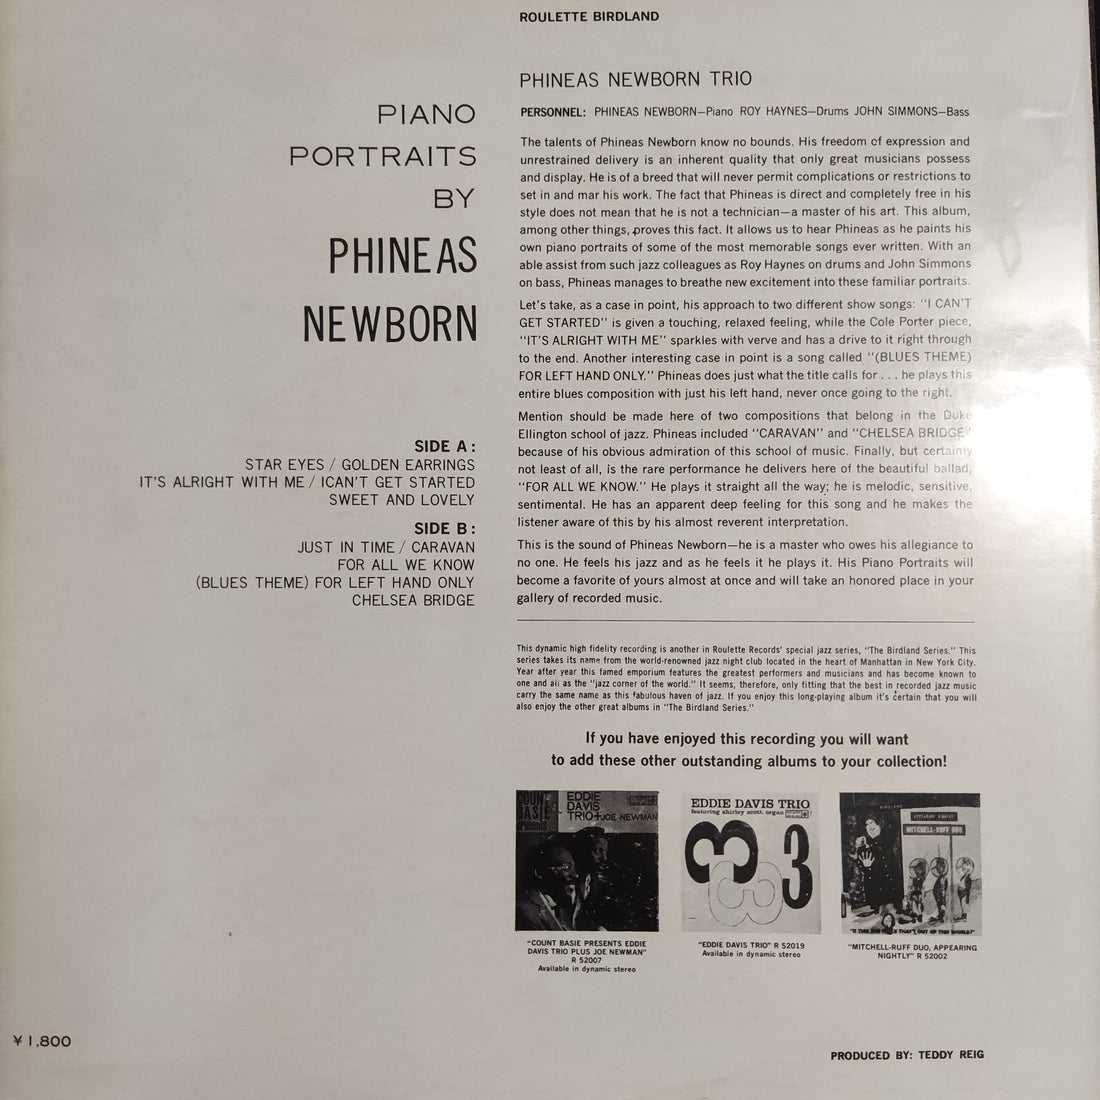 ROULETTE BIRDLAND
PIANO
PORTRAITS
BY
PHINEAS
NEWBORN
SIDE A:
STAR EYES / GOLDEN EARRINGS
IT'S ALRIGHT WITH ME / ICAN'T GET STARTED
SWEET AND LOVELY
SIDE B:
JUST IN TIME / CARAVAN
FOR ALL WE KNOW
(BLUES THEME) FOR LEFT HAND ONLY
CHELSEA BRIDGE
PHINEAS NEWBORN TRIO
PERSONNEL: PHINEAS NEWBORN—Piano ROY HAYNES—Drums JOHN SIMMONS—Bass
The talents of Phineas Newborn know no bounds. His freedom of expression and
unrestrained delivery is an inherent quality that only great musicians possess
and display. He is of a breed that will never permit complications or restrictions to
set in and mar his work. The fact that Phineas is direct and completely free in his
style does not mean that he is not a technician—a master of his art. This album,
among other things, proves this fact. It allows us to hear Phineas as he paints his
own piano portraits of some of the most memorable songs ever written. With an
able assist from such jazz colleagues as Roy Haynes on drums and John Simmons
on bass, Phineas manages to breathe new excitement into these familiar portraits.
Let's take, as a case in point, his approach to two different show songs: "I CAN'T
GET STARTED" is given a touching, relaxed feeling, while the Cole Porter piece,
"IT'S ALRIGHT WITH ME" sparkles with verve and has a drive to it right through
to the end. Another interesting case in point is a song called "(BLUES THEME)
FOR LEFT HAND ONLY." Phineas does just what the title calls for . . . he plays this
entire blues composition with just his left hand, never once going to the right.
Mention should be made here of two compositions that belong in the Duke
Ellington school of jazz. Phineas included "CARAVAN" and "CHELSEA BRIDGE"
because of his obvious admiration of this school of music. Finally, but certainly
not least of all, is the rare performance he delivers here of the beautiful ballad,
"FOR ALL WE KNOW." He plays it straight all the way; he is melodic, sensitive,
sentimental. He has an apparent deep feeling for this song and he makes the
listener aware of this by his almost reverent interpretation.
This is the sound of Phineas Newborn—he is a master who owes his allegiance to
no one. He feels his jazz and as he feels it he plays it. His Piano Portraits will
become a favorite of yours almost at once and will take an honored place in your
gallery of recorded music.
This dynamic high fidelity recording is another in Roulette Records' special jazz series, "The Birdland Series." This
series takes its name from the world-renowned jazz night club located in the heart of Manhattan in New York City.
Year after year this famed emporium features the greatest performers and musicians and has become known to
one and all as the "jazz corner of the world." It seems, therefore, only fitting that the best in recorded jazz music
carry the same name as this fabulous haven of jazz. If you enjoy this long-playing album it's certain that you will
also enjoy the other great albums in "The Birdland Series."
If you have enjoyed this recording you will want
to add these other outstanding albums to your collection!
COUNT BASIE presents
EDDIE DAVIS TRIO + JOE NEWMAN
"COUNT BASIE PRESENTS EDDIE
DAVIS TRIO PLUS JOE NEWMAN"
R 52007
Available in dynamic stereo
EDDIE DAVIS TRIO
featuring shirley scott, organ
3 3 3
"EDDIE DAVIS TRIO" R 52019
Available in dynamic stereo
BIRDLAND
APPEARING NIGHTLY
MITCHELL-RUFF DUO
"MITCHELL-RUFF DUO, APPEARING
NIGHTLY" R 52002
¥1,800
PRODUCED BY: TEDDY REIG